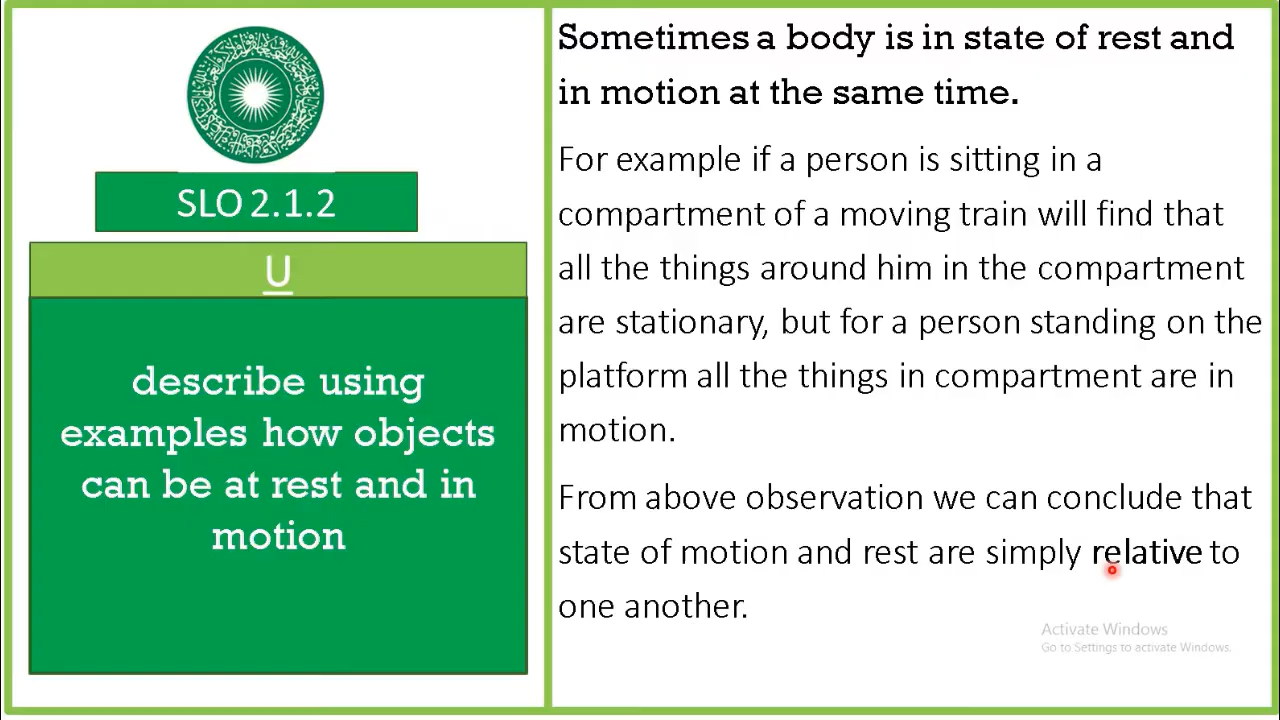 SLO 2.1.2
U
describe using
examples how objects
can be at rest and in
motion
Sometimes a body is in state of rest and
in motion at the same time.
For example if a person is sitting in a
compartment of a moving train will find that
all the things around him in the compartment
are stationary, but for a person standing on the
platform all the things in compartment are in
motion.
From above observation we can conclude that
state of motion and rest are simply relative to
one another.
Activate Windows
Go to Settings to activate Windows.